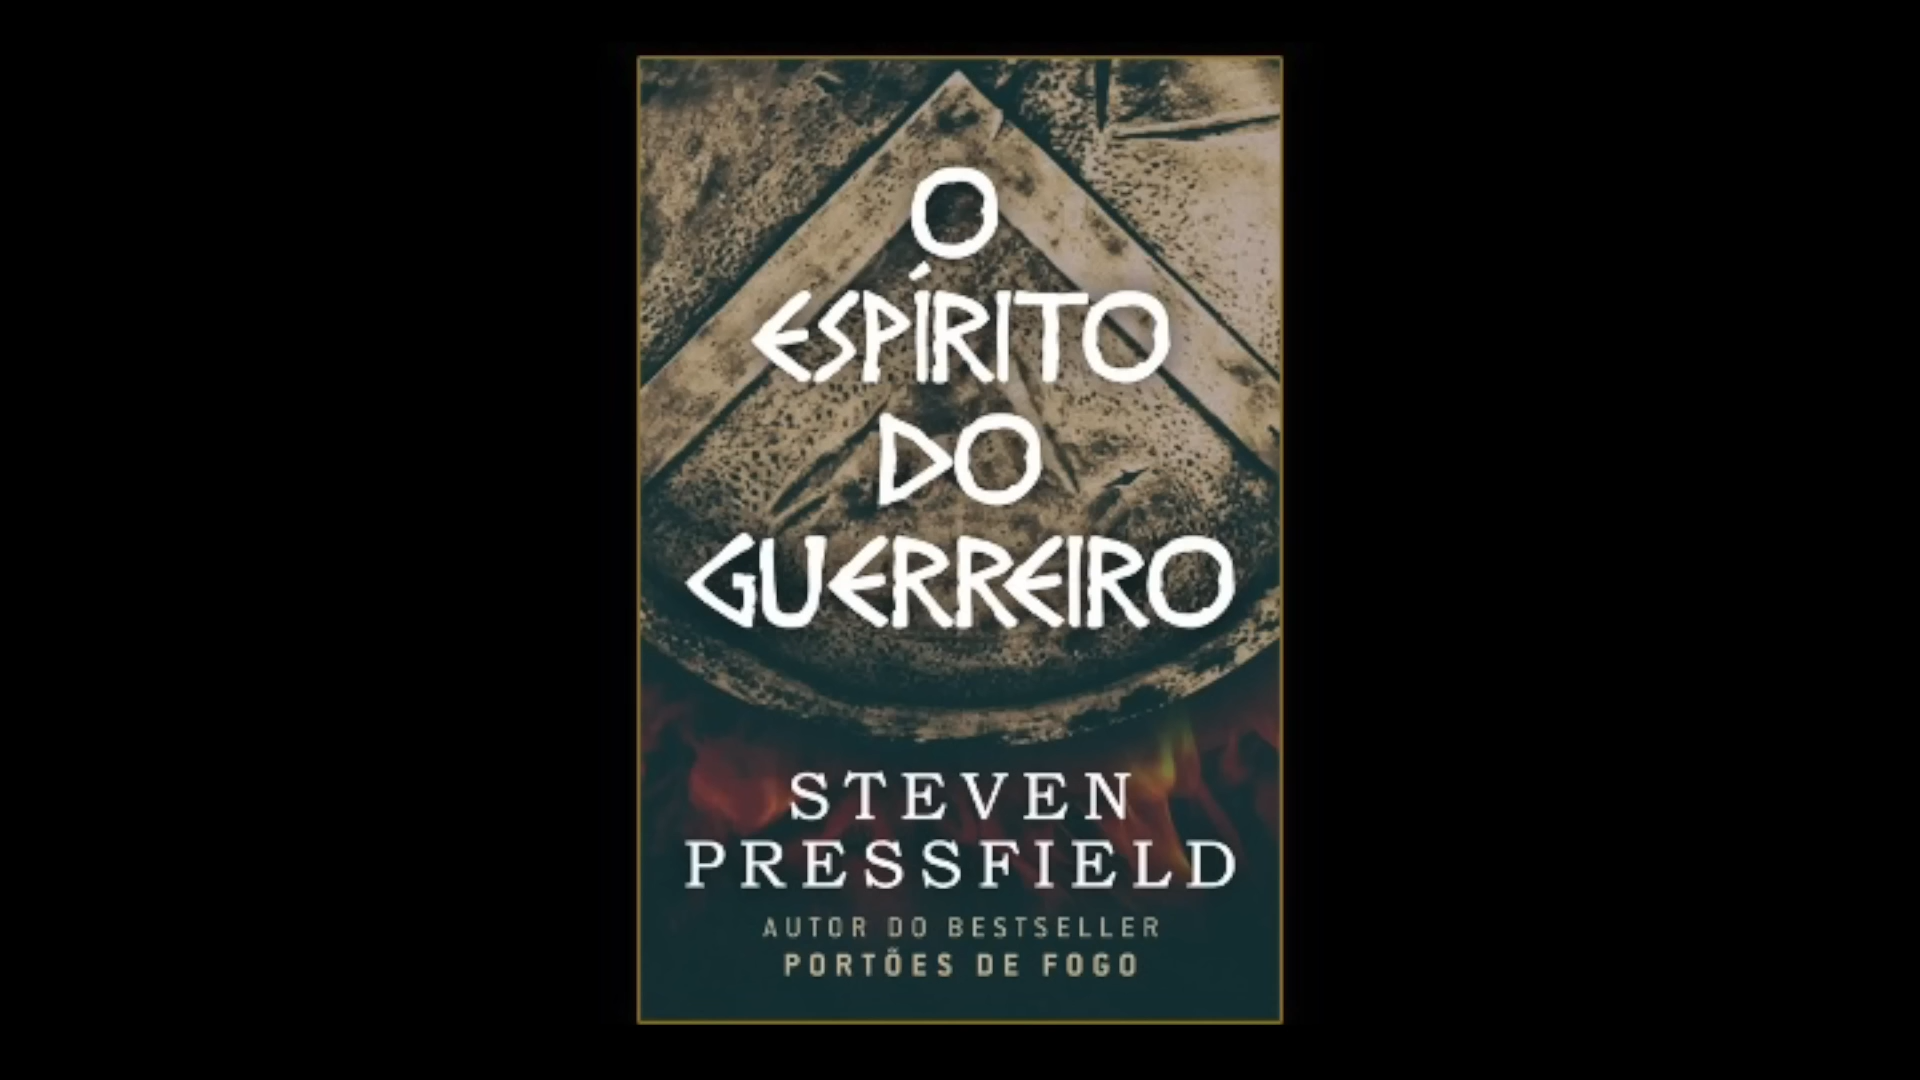 O
ESPÍRITO
DO
GUERREIRO
STEVEN
PRESSFIELD
AUTOR DO BESTSELLER
PORTÕES DE FOGO